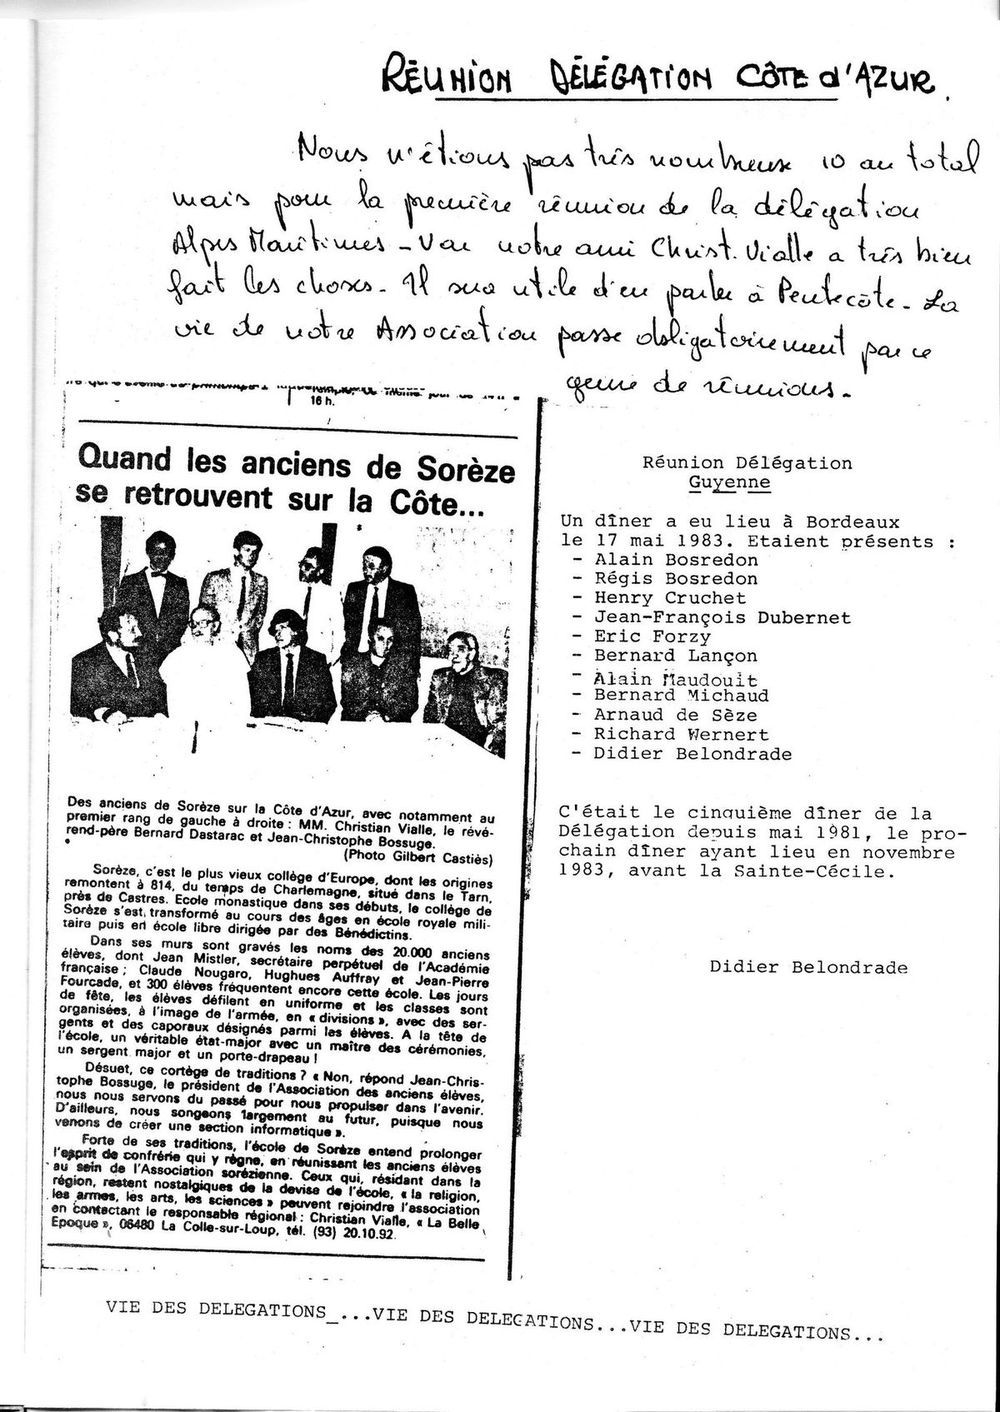 RÉUNION DÉLÉGATION CÔTE d'AZUR.
Nous n'étions pas très nombreux 10 au total
mais pour la première réunion de la délégation
Alpes Maritimes - Var notre ami Christ. Vialle a très bien
fait les choses. Il sera utile d'en parler à Pentecôte. La
vie de notre Association passe obligatoirement par ce
genre de réunions.
16 h.
Quand les anciens de Sorèze
se retrouvent sur la Côte...
Des anciens de Sorèze sur la Côte d'Azur, avec notamment au
premier rang de gauche à droite : MM. Christian Vialle, le révé-
rend-père Bernard Dastarac et Jean-Christophe Bossuge.
(Photo Gilbert Castiès)
Sorèze, c'est le plus vieux collège d'Europe, dont les origines
remontent à 814, du temps de Charlemagne, situé dans le Tarn,
près de Castres. Ecole monastique dans ses débuts, le collège de
Sorèze s'est transformé au cours des âges en école royale mili-
taire puis en école libre dirigée par des Bénédictins.
Dans ses murs sont gravés les noms des 20.000 anciens
élèves, dont Jean Mistler, secrétaire perpétuel de l'Académie
française ; Claude Nougaro, Hughues Auffray et Jean-Pierre
Fourcade, et 300 élèves fréquentent encore cette école. Les jours
de fête, les élèves défilent en uniforme et les classes sont
organisées, à l'image de l'armée, en « divisions », avec des ser-
gents et des caporaux désignés parmi les élèves. A la tête de
l'école, un véritable état-major avec un maître des cérémonies,
un sergent major et un porte-drapeau !
Désuet, ce cortège de traditions ? « Non, répond Jean-Chris-
tophe Bossuge, le président de l'Association des anciens élèves,
nous nous servons du passé pour nous propulser dans l'avenir.
D'ailleurs, nous songeons largement au futur, puisque nous
venons de créer une section informatique ».
Forte de ses traditions, l'école de Sorèze entend prolonger
l'esprit de confrérie qui y règne, en réunissant les anciens élèves
au sein de l'Association sorézienne. Ceux qui, résidant dans la
région, restent nostalgiques de la devise de l'école, « la religion,
les armes, les arts, les sciences » peuvent rejoindre l'association
en contactant le responsable régional : Christian Vialle, « La Belle
Epoque », 06480 La Colle-sur-Loup, tél. (93) 20.10.92
Réunion Délégation
Guyenne
Un dîner a eu lieu à Bordeaux
le 17 mai 1983. Etaient présents :
- Alain Bosredon
- Régis Bosredon
- Henry Cruchet
- Jean-François Dubernet
- Eric Forzy
- Bernard Lançon
- Alain Maudouit
- Bernard Michaud
- Arnaud de Sèze
- Richard Wernert
- Didier Belondrade
C'était le cinquième dîner de la
Délégation depuis mai 1981, le pro-
chain dîner ayant lieu en novembre
1983, avant la Sainte-Cécile.
Didier Belondrade
VIE DES DELEGATIONS_...VIE DES DELEGATIONS...VIE DES DELEGATIONS...